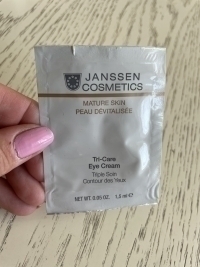 JANSSEN
COSMETICS
MATURE SKIN
PEAU DÉVITALISÉE
Tri-Care
Eye Cream
Triple Soin
Contour des Yeux
NET WT. 0.05 OZ. 1,5 ml ℮